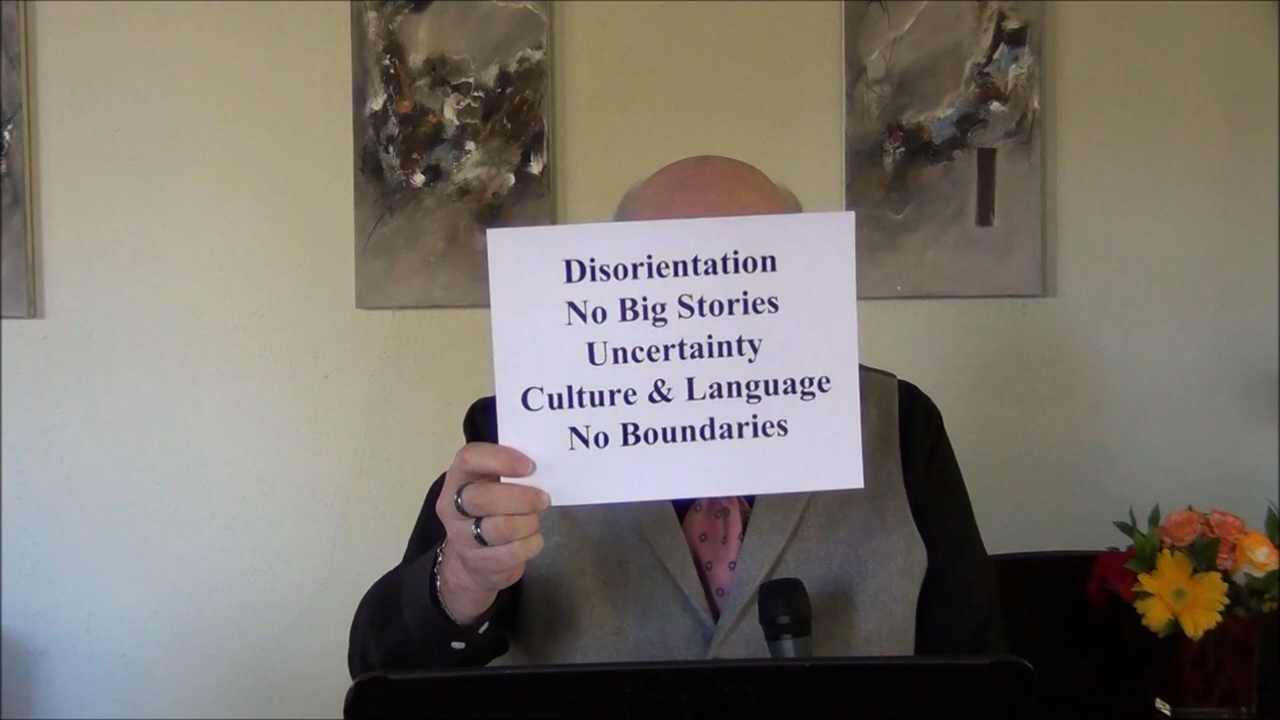 Disorientation
No Big Stories
Uncertainty
Culture & Language
No Boundaries